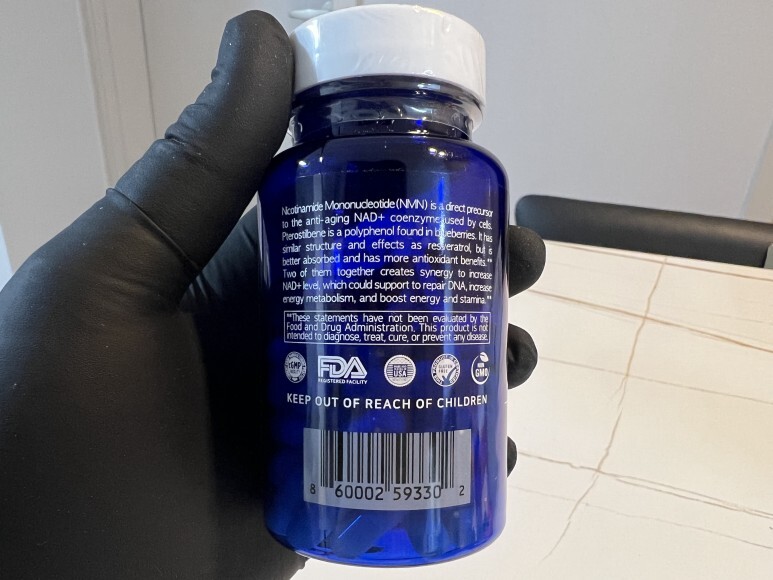 Nicotinamide Mononucleotide (NMN) is a direct precursor
to the anti-aging NAD+ coenzyme used by cells.
Pterostilbene is a polyphenol found in blueberries. It has
similar structure and effects as resveratrol, but is
better absorbed and has more antioxidant benefits.**
Two of them together creates synergy to increase
NAD+ level, which could support to repair DNA, increase
energy metabolism, and boost energy and stamina.**
**These statements have not been evaluated by the
Food and Drug Administration. This product is not
intended to diagnose, treat, cure, or prevent any disease.
GMP
FDA
REGISTERED FACILITY
USA
GLUTEN
FREE
NON
GMO
KEEP OUT OF REACH OF CHILDREN
8 60002 59330 2